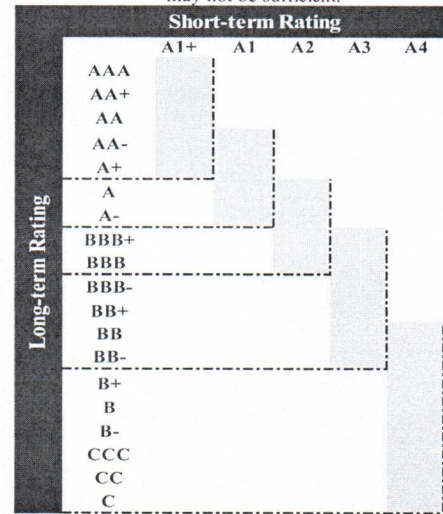 may not be sufficient.
Short-term Rating
A1+ A1 A2 A3 A4
Long-term Rating
AAA
AA+
AA
AA-
A+
A
A-
BBB+
BBB
BBB-
BB+
BB
BB-
B+
B
B-
CCC
CC
C